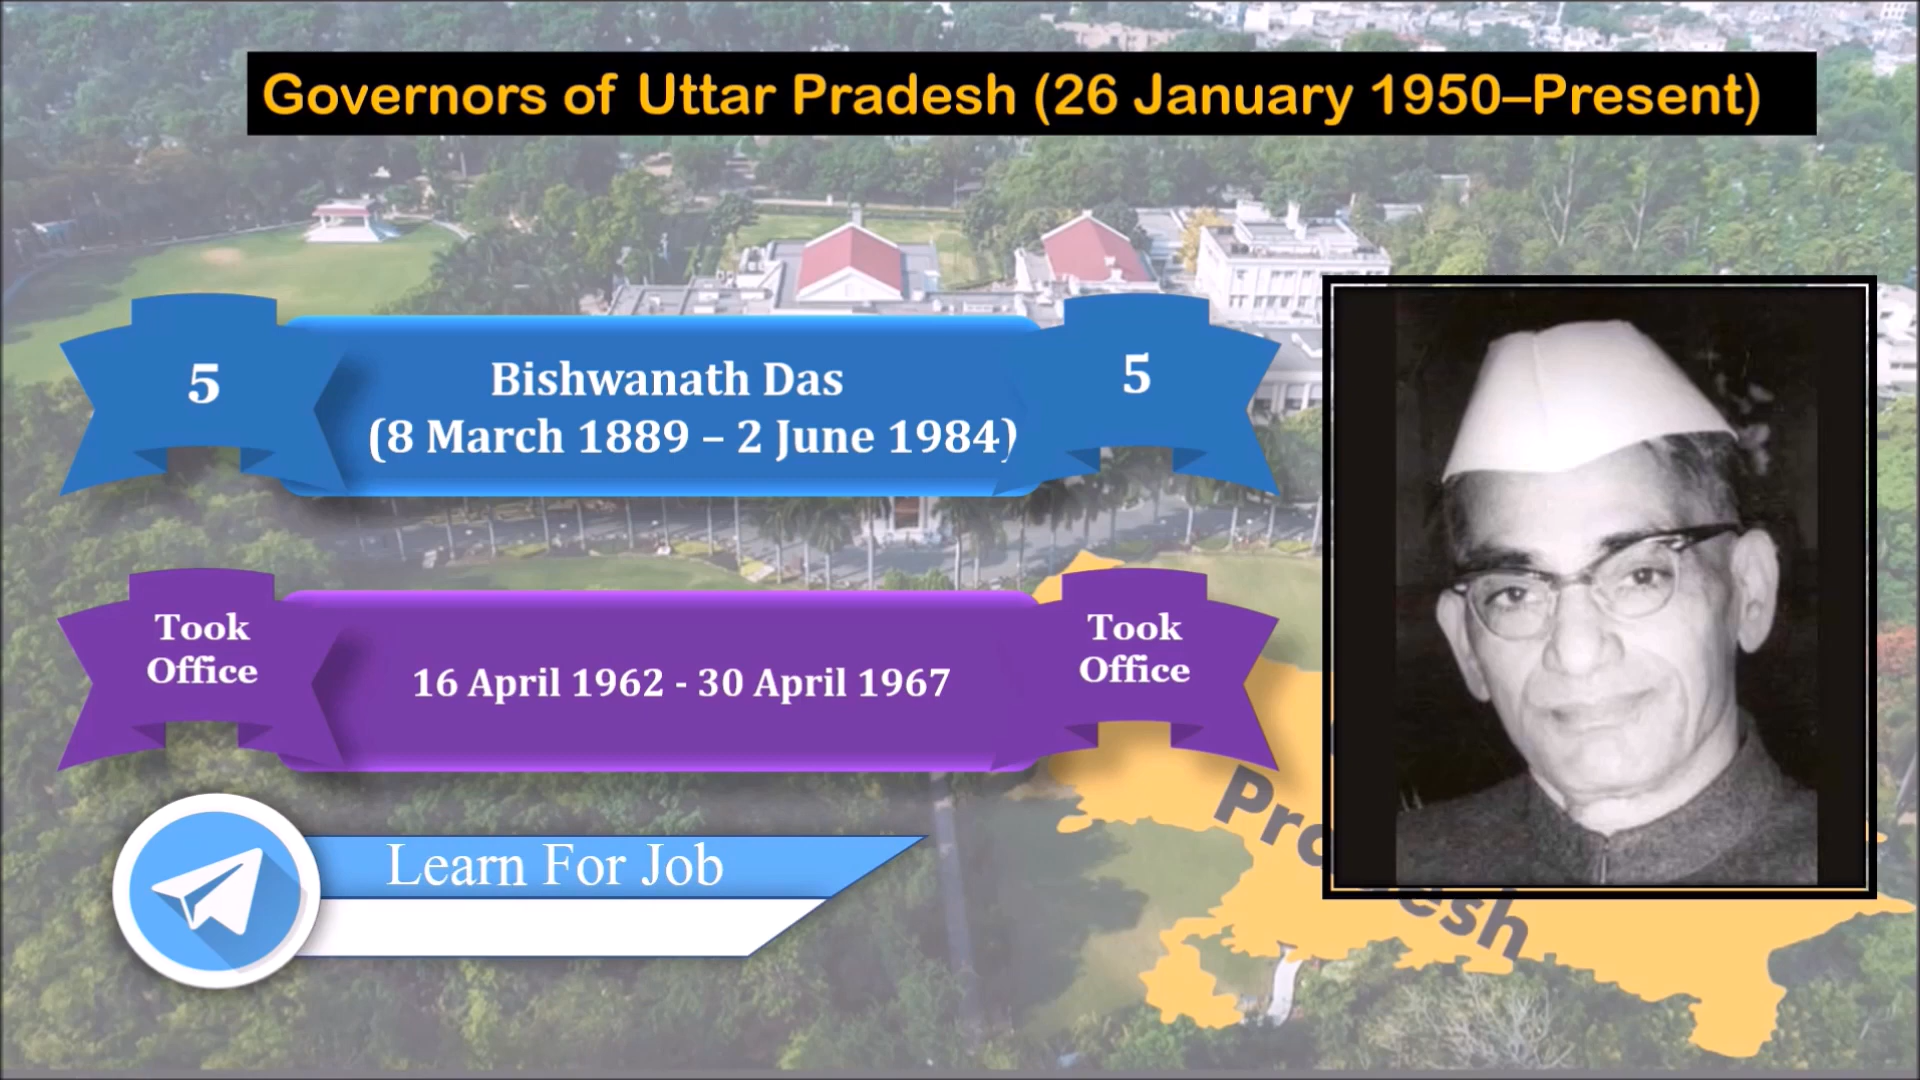 Governors of Uttar Pradesh (26 January 1950–Present)
5
Bishwanath Das
(8 March 1889 – 2 June 1984)
5
Took
Office
16 April 1962 - 30 April 1967
Took
Office
Learn For Job